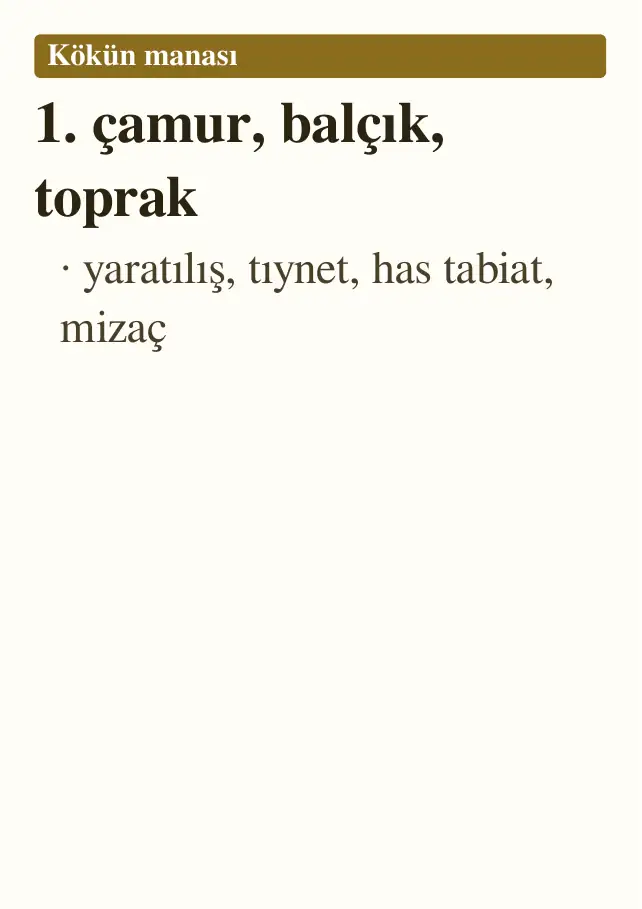 Kökün manası
1. çamur, balçık,
toprak
· yaratılış, tıynet, has tabiat,
mizaç